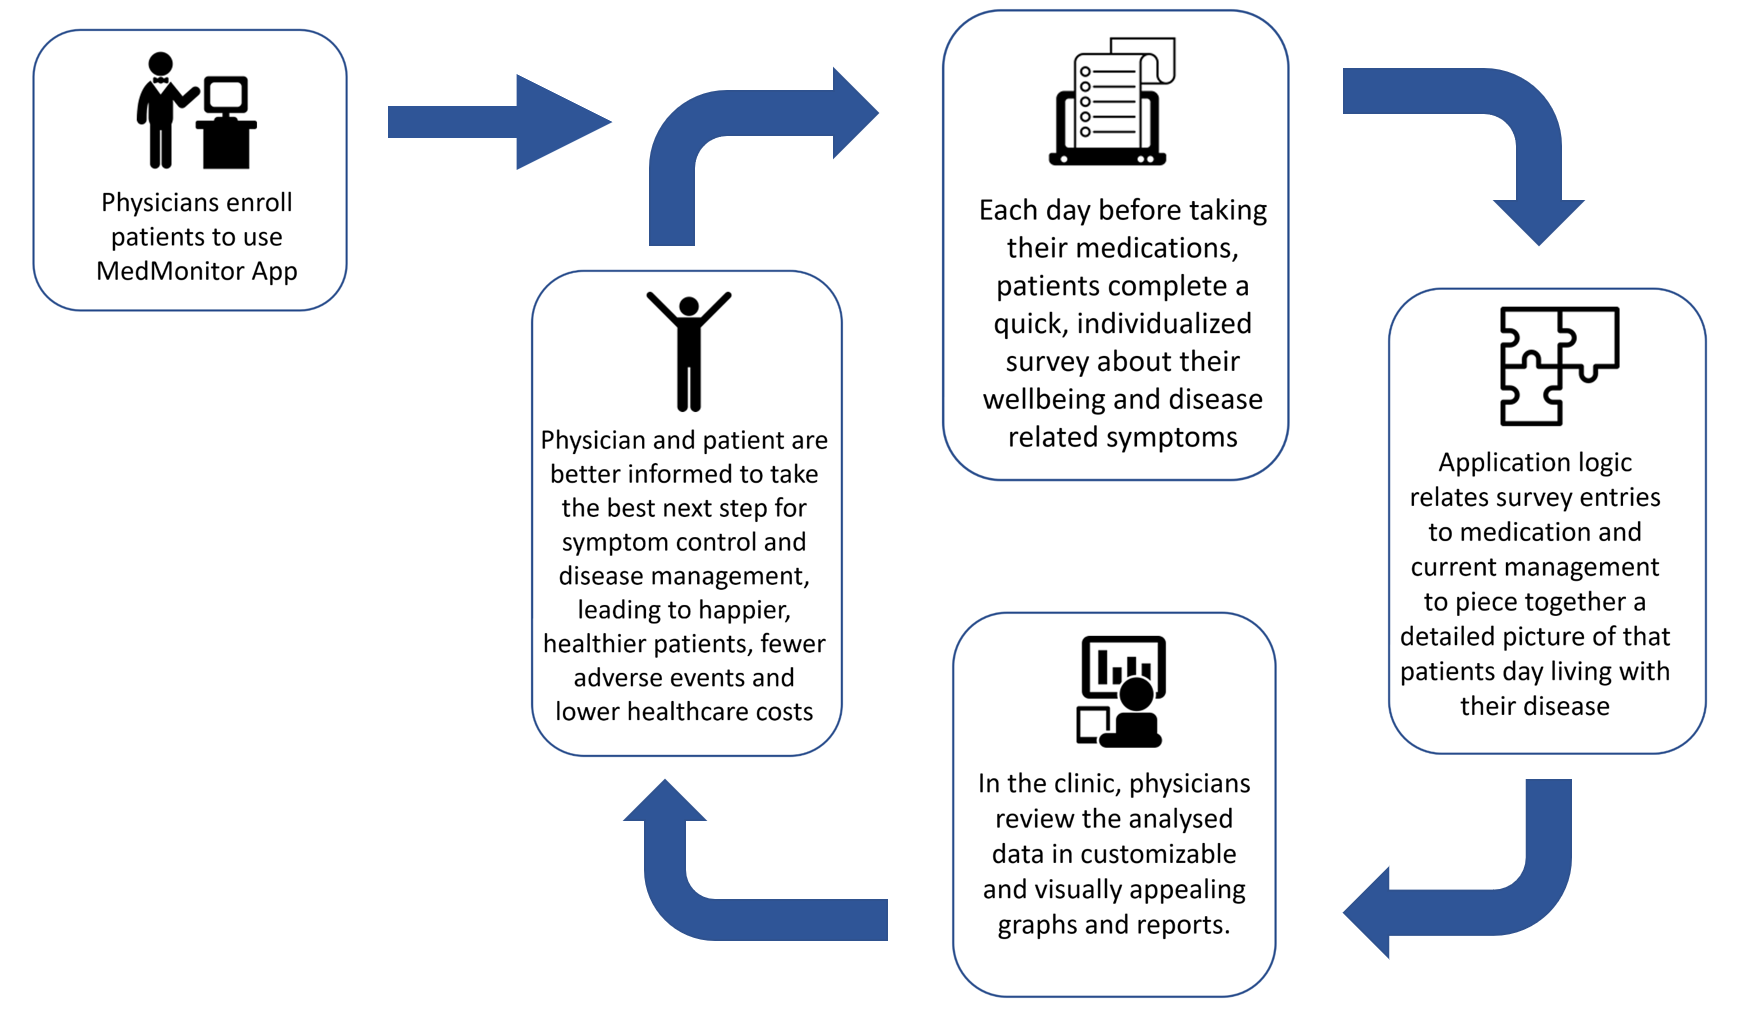 Physicians enroll
patients to use
MedMonitor App
Each day before taking
their medications,
patients complete a
quick, individualized
survey about their
wellbeing and disease
related symptoms
Application logic
relates survey entries
to medication and
current management
to piece together a
detailed picture of that
patients day living with
their disease
In the clinic, physicians
review the analysed
data in customizable
and visually appealing
graphs and reports.
Physician and patient are
better informed to take
the best next step for
symptom control and
disease management,
leading to happier,
healthier patients, fewer
adverse events and
lower healthcare costs